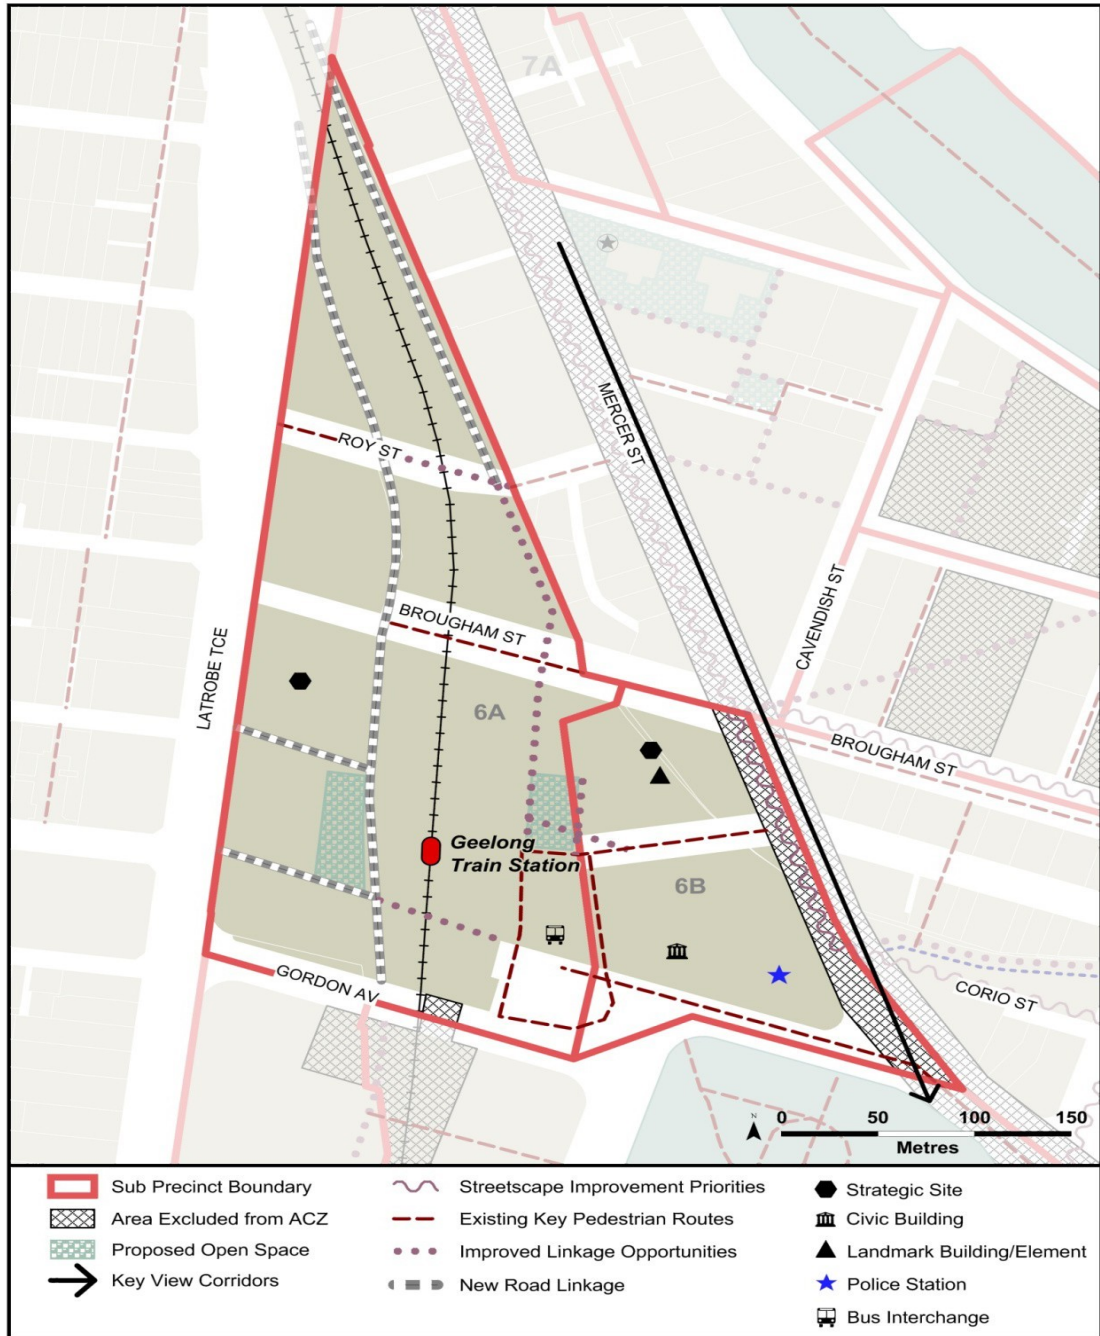 7A
MERCER ST
ROY ST
CAVENDISH ST
BROUGHAM ST
LATROBE TCE
6A
BROUGHAM ST
Geelong
Train Station
6B
GORDON AV
CORIO ST
N
0 50 100 150
Metres
Sub Precinct Boundary
Area Excluded from ACZ
Proposed Open Space
Key View Corridors
Streetscape Improvement Priorities
Existing Key Pedestrian Routes
Improved Linkage Opportunities
New Road Linkage
Strategic Site
Civic Building
Landmark Building/Element
Police Station
Bus Interchange